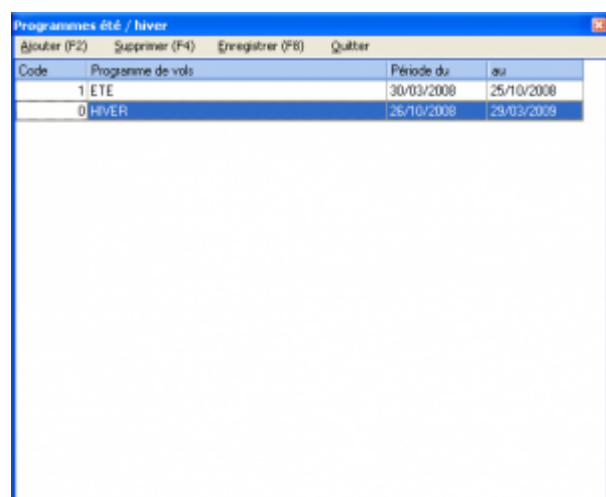 Programmes été / hiver
Ajouter (F2) Supprimer (F4) Enregistrer (F8) Quitter
Code Programme de vols Période du au
1 ETE 30/03/2008 25/10/2008
0 HIVER 26/10/2008 29/03/2009